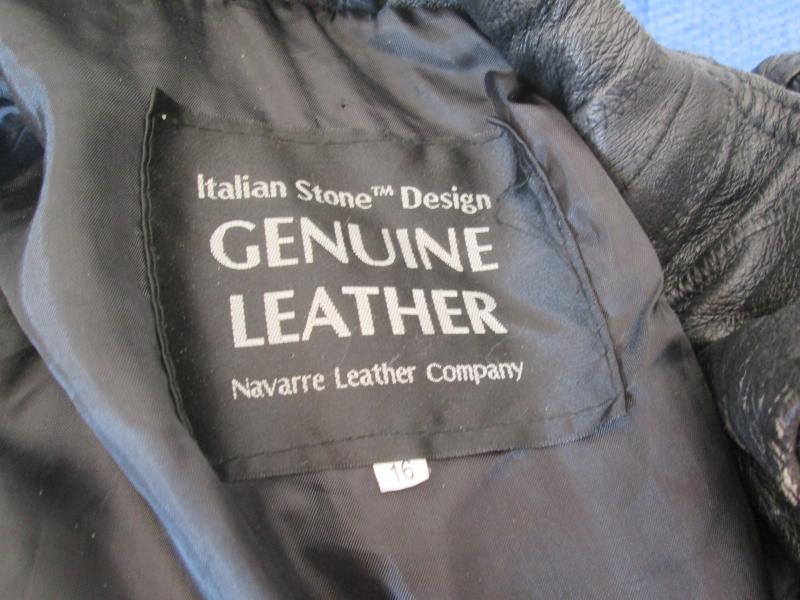 Italian Stone™ Design
GENUINE
LEATHER
Navarre Leather Company
16